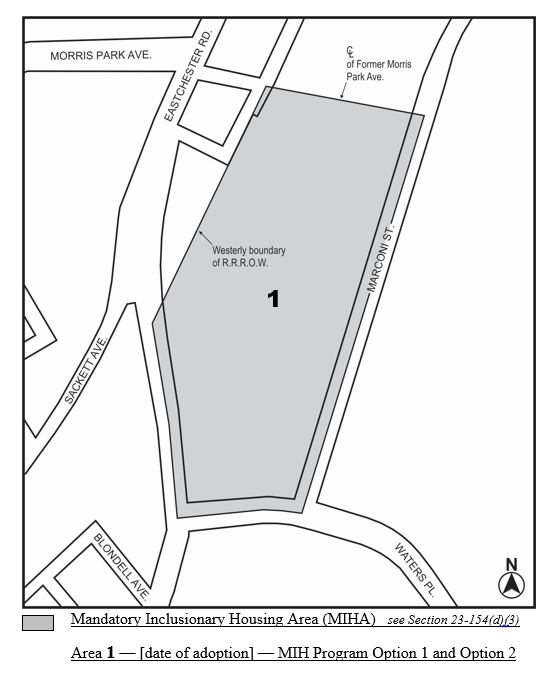 MORRIS PARK AVE.
EASTCHESTER RD.
℄
of Former Morris
Park Ave.
Westerly boundary
of R.R.R.O.W.
MARCONI ST.
1
SACKETT AVE.
BLONDELL AVE.
WATERS PL.
N
Mandatory Inclusionary Housing Area (MIHA) see Section 23-154(d)(3)
Area 1 — [date of adoption] — MIH Program Option 1 and Option 2